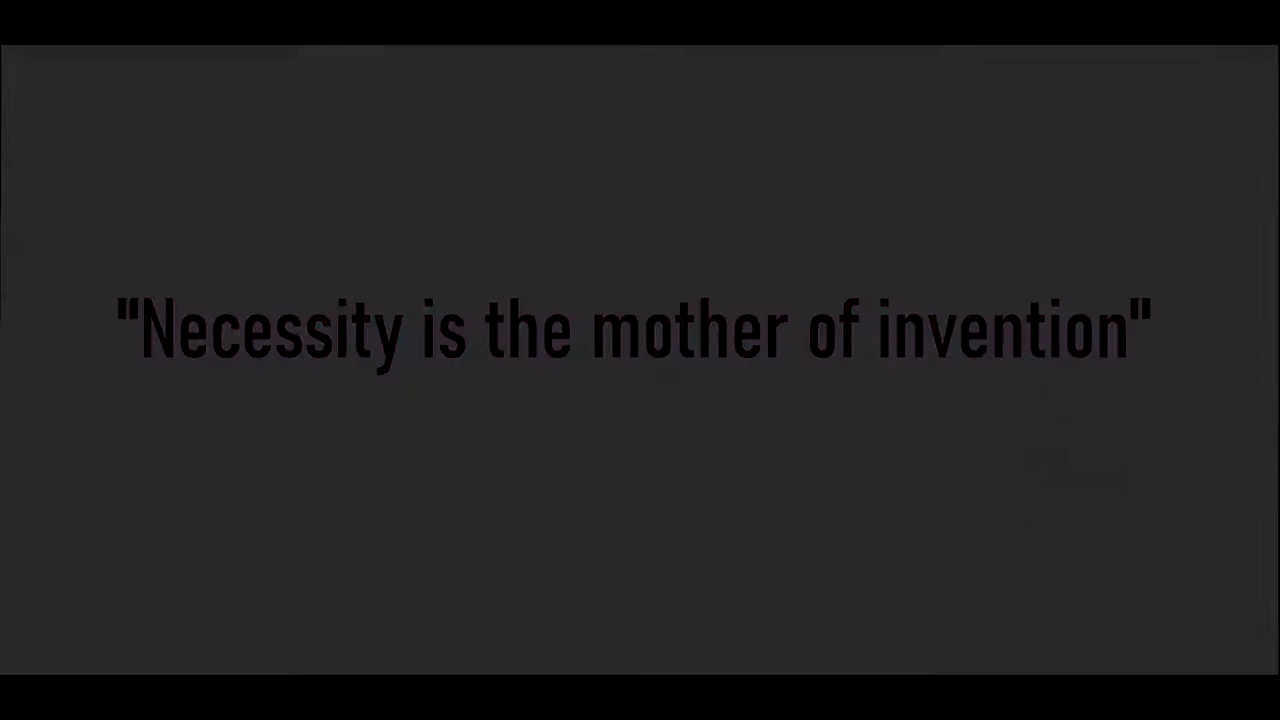 "Necessity is the mother of invention"